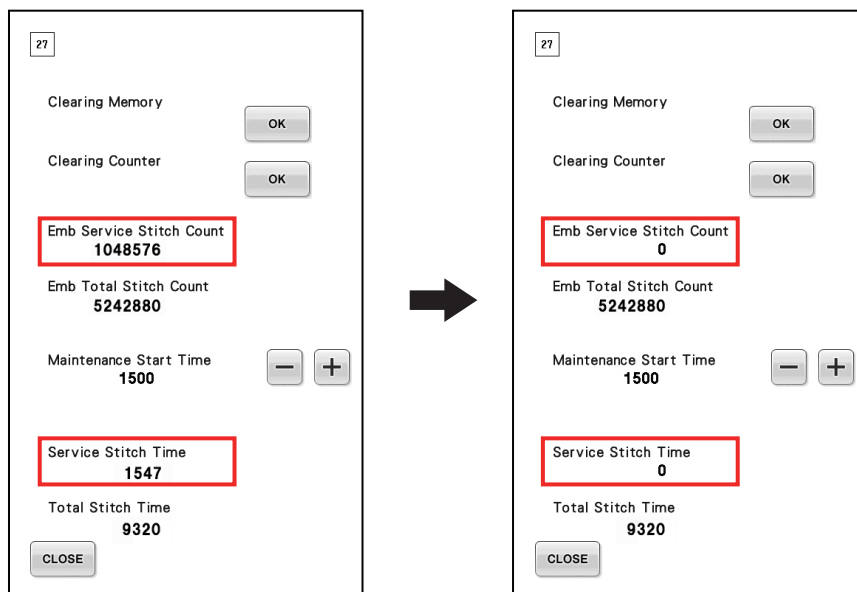 27
Clearing Memory
OK
Clearing Counter
OK
Emb Service Stitch Count
1048576
Emb Total Stitch Count
5242880
Maintenance Start Time
1500
− +
Service Stitch Time
1547
Total Stitch Time
9320
CLOSE
27
Clearing Memory
OK
Clearing Counter
OK
Emb Service Stitch Count
0
Emb Total Stitch Count
5242880
Maintenance Start Time
1500
− +
Service Stitch Time
0
Total Stitch Time
9320
CLOSE